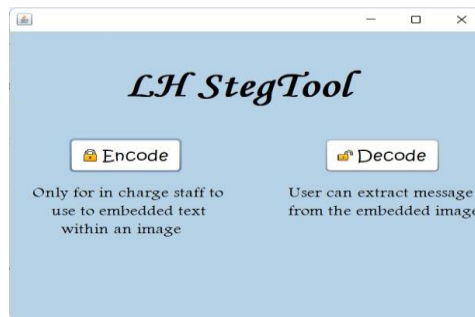 LH StegTool
Encode
Decode
Only for in charge staff to
use to embedded text
within an image
User can extract message
from the embedded image